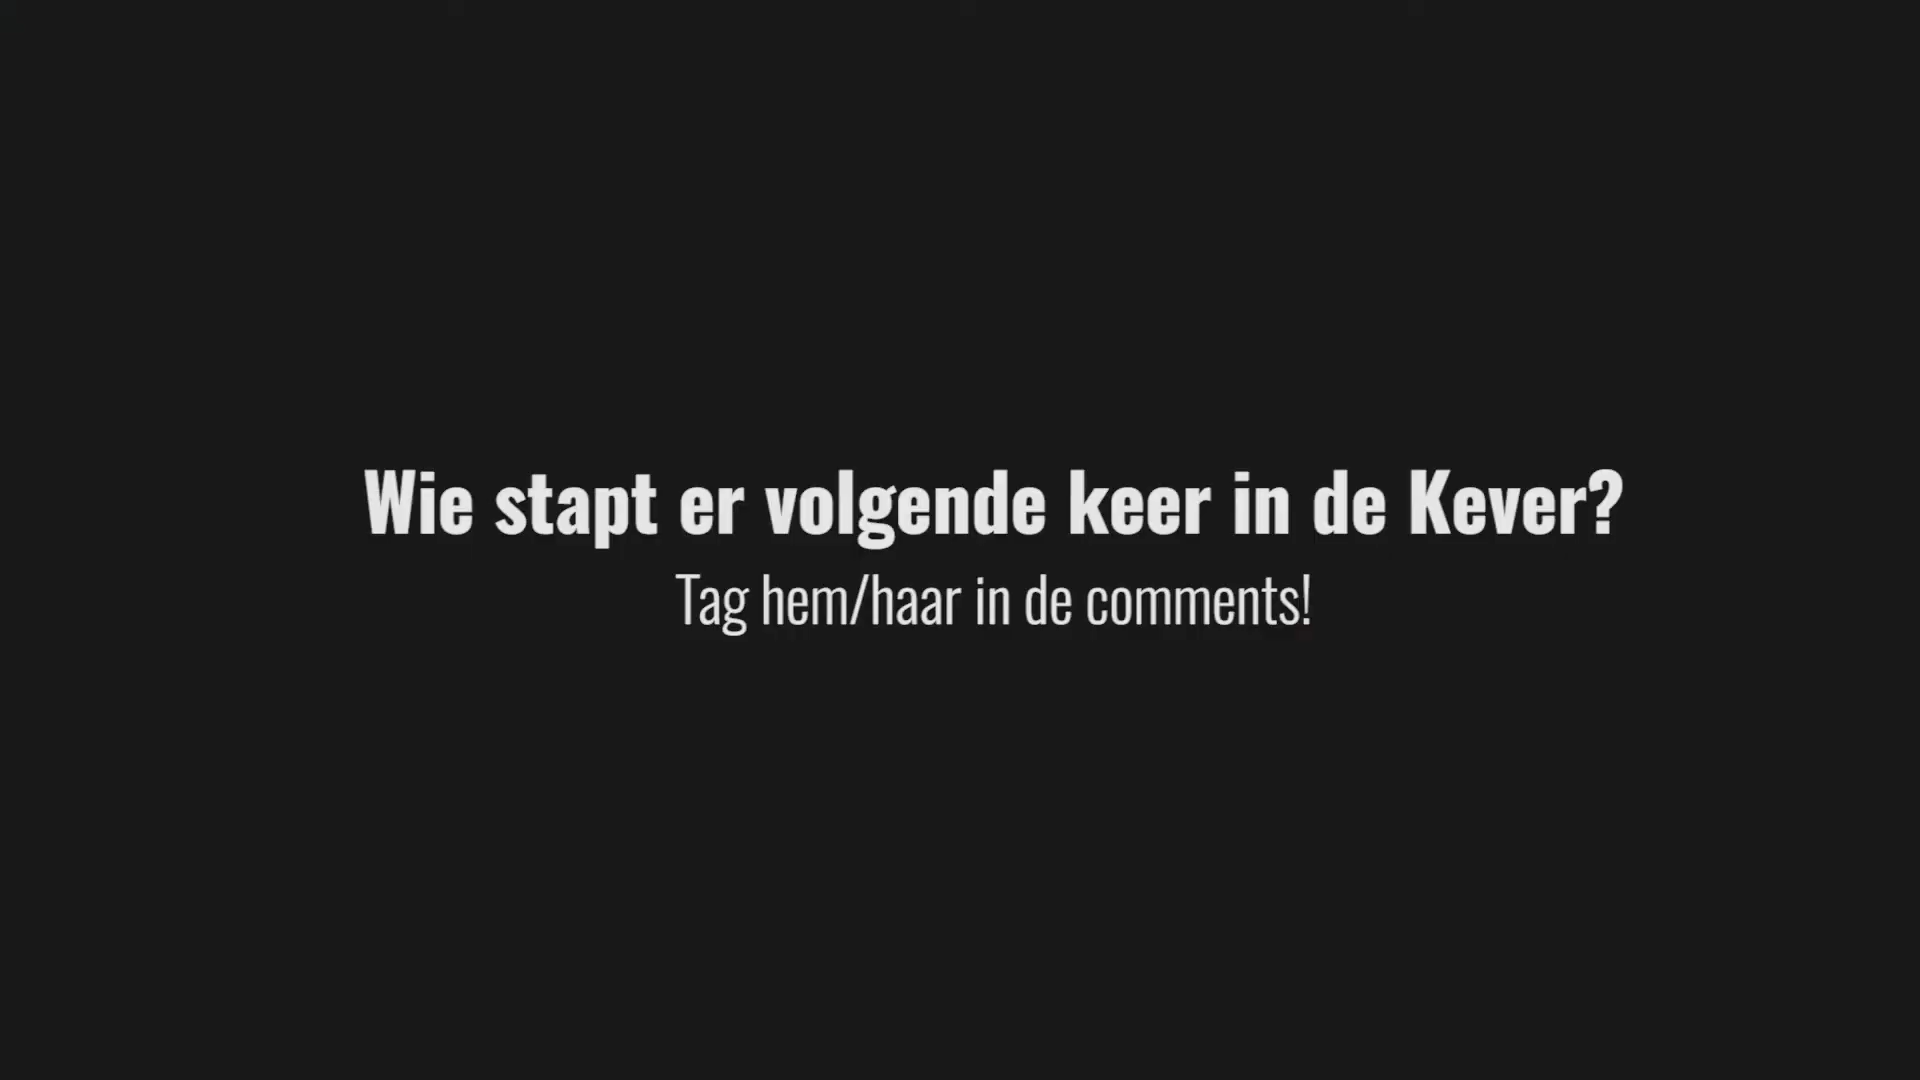 Wie stapt er volgende keer in de Kever?
Tag hem/haar in de comments!